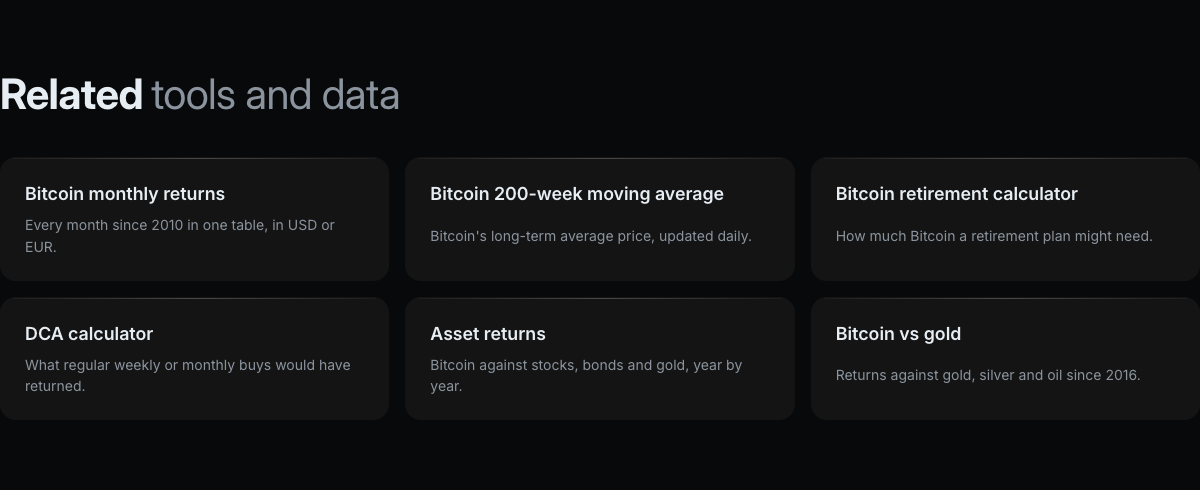 Related tools and data
Bitcoin monthly returns
Every month since 2010 in one table, in USD or
EUR.
Bitcoin 200-week moving average
Bitcoin's long-term average price, updated daily.
Bitcoin retirement calculator
How much Bitcoin a retirement plan might need.
DCA calculator
What regular weekly or monthly buys would have
returned.
Asset returns
Bitcoin against stocks, bonds and gold, year by
year.
Bitcoin vs gold
Returns against gold, silver and oil since 2016.